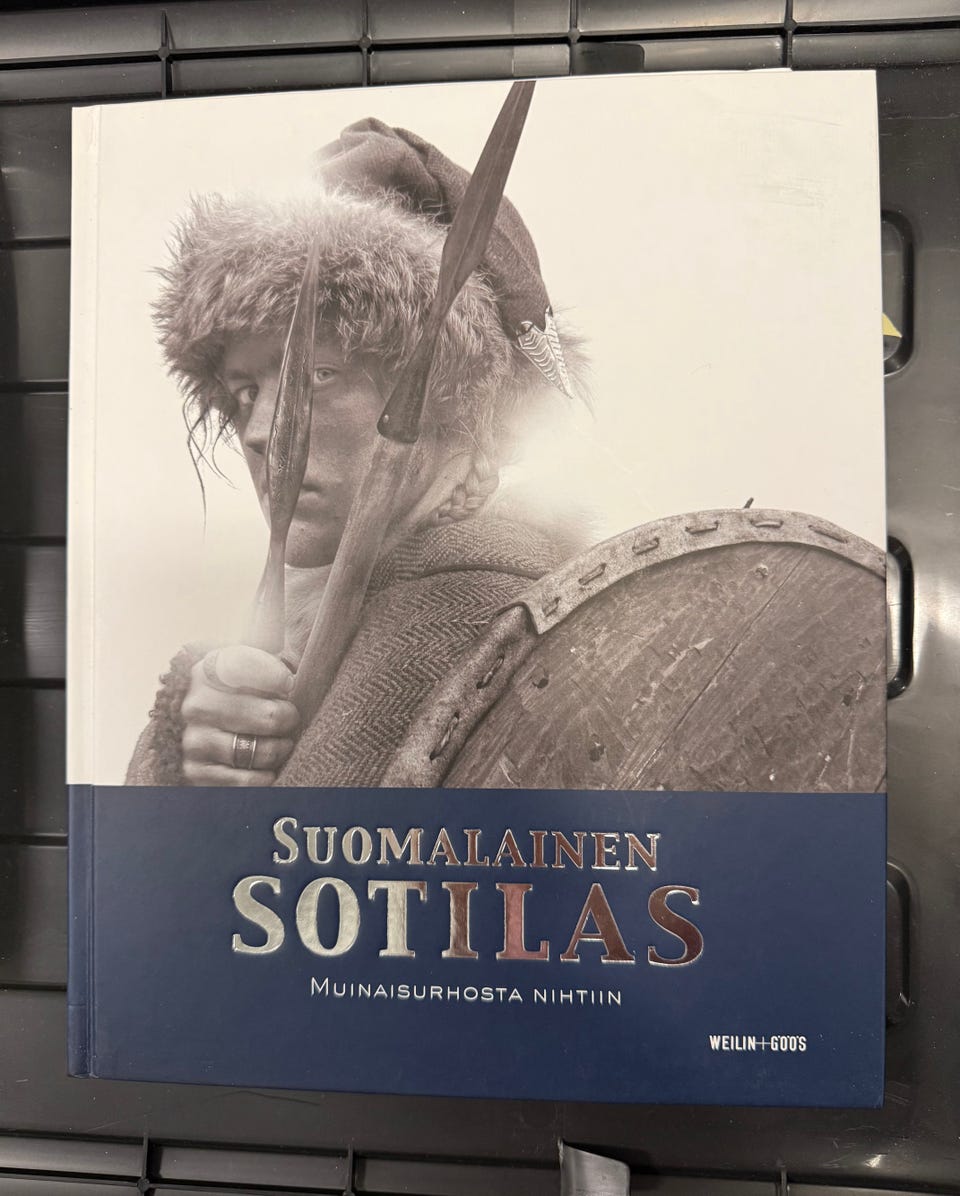 SUOMALAINEN
SOTILAS
MUINAISURHOSTA NIHTIIN
WEILIN+GÖÖS